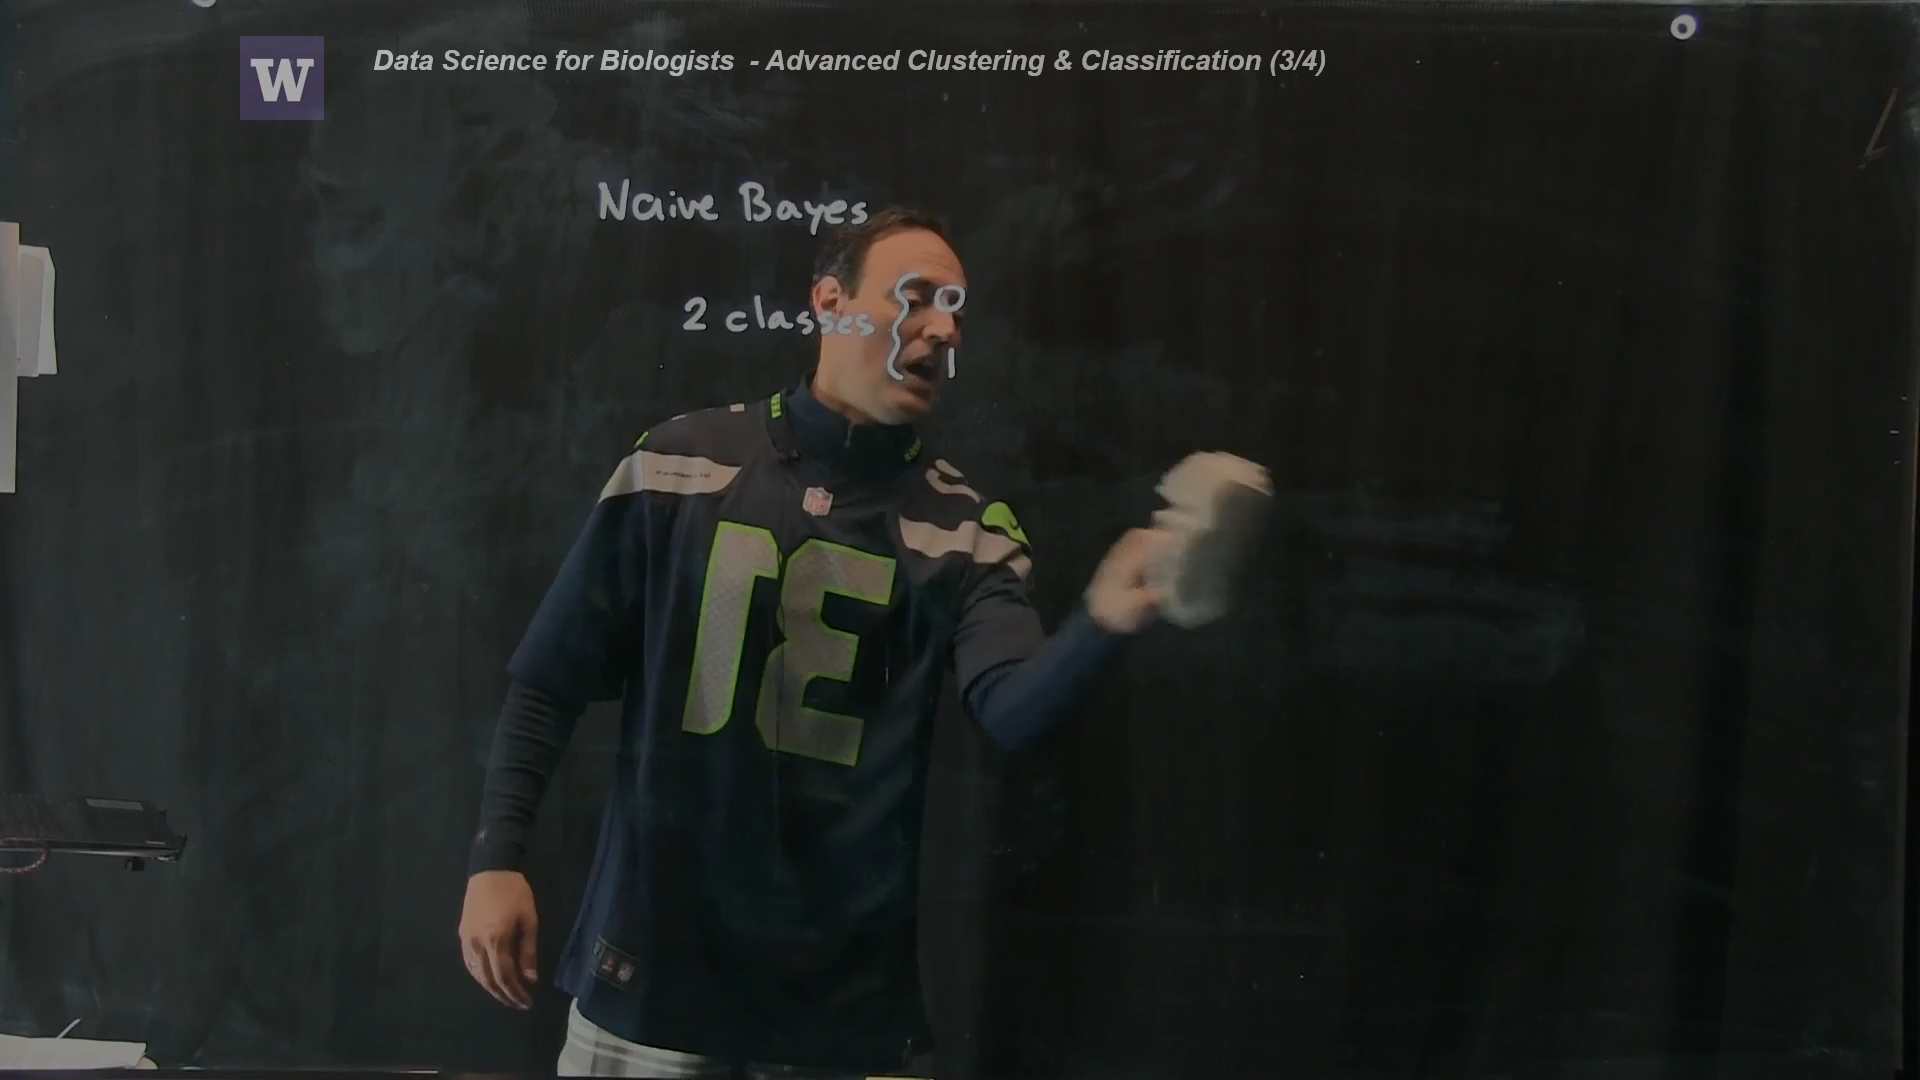 W
Data Science for Biologists - Advanced Clustering & Classification (3/4)
Naive Bayes
2 classes { 0
1
31